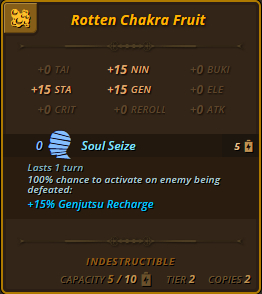 Rotten Chakra Fruit
+0 TAI +15 NIN +0 BUKI
+15 STA +15 GEN +0 ELE
+0 CRIT +0 REROLL +0 ATK
0 Soul Seize 5
Lasts 1 turn
100% chance to activate on enemy being
defeated:
+15% Genjutsu Recharge
INDESTRUCTIBLE
CAPACITY 5 / 10 TIER 2 COPIES 2